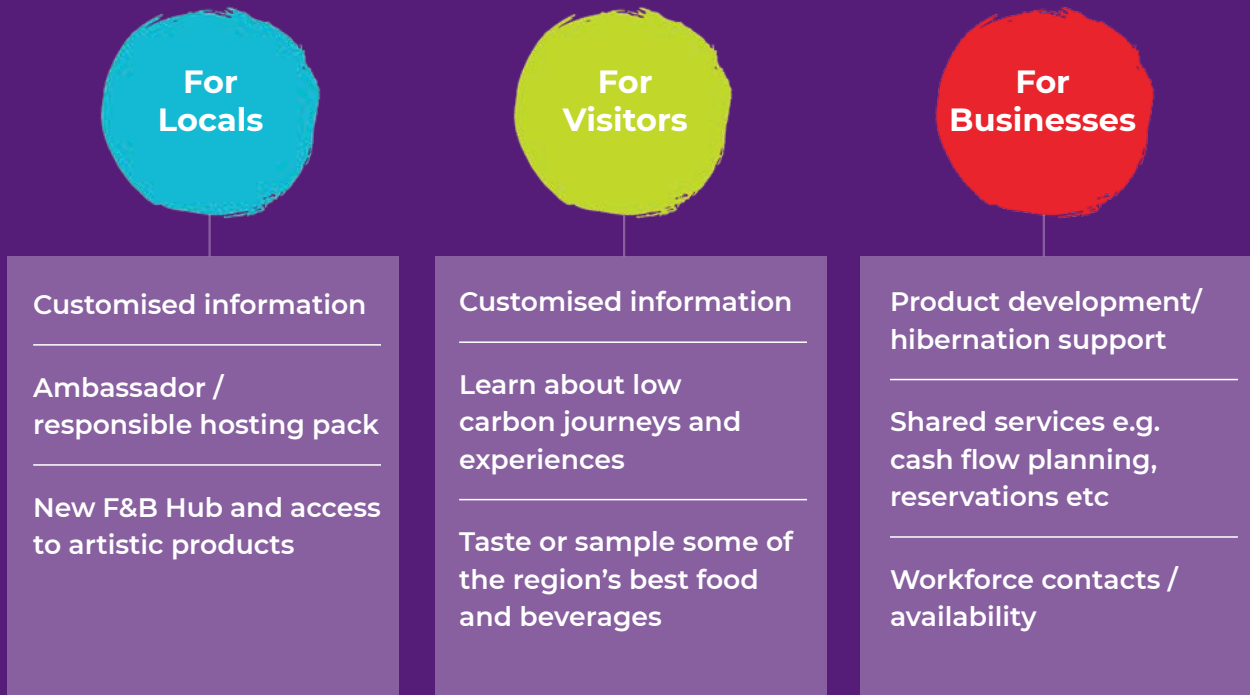 For
Locals
Customised information
Ambassador /
responsible hosting pack
New F&B Hub and access
to artistic products
For
Visitors
Customised information
Learn about low
carbon journeys and
experiences
Taste or sample some of
the region’s best food
and beverages
For
Businesses
Product development/
hibernation support
Shared services e.g.
cash flow planning,
reservations etc
Workforce contacts /
availability